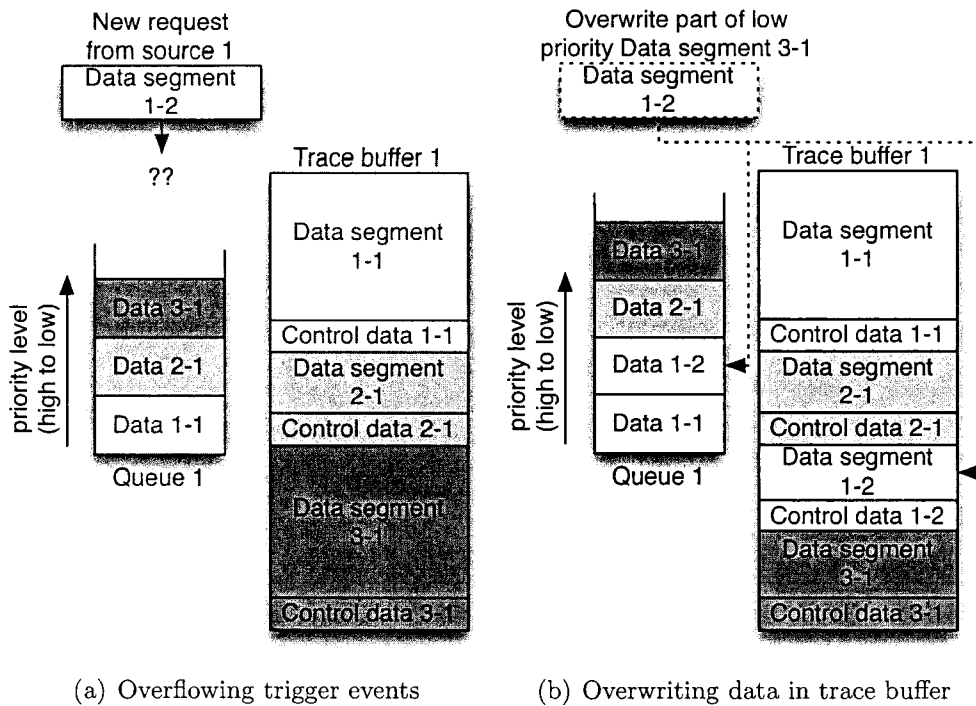 New request
from source 1
Data segment
1-2
??
Trace buffer 1
Data segment
1-1
Control data 1-1
Data segment
2-1
Control data 2-1
Data segment
3-1
Control data 3-1
priority level
(high to low)
Data 3-1
Data 2-1
Data 1-1
Queue 1
(a) Overflowing trigger events
Overwrite part of low
priority Data segment 3-1
Data segment
1-2
Trace buffer 1
Data segment
1-1
Control data 1-1
Data segment
2-1
Control data 2-1
Data segment
1-2
Control data 1-2
Data segment
3-1
Control data 3-1
priority level
(high to low)
Data 3-1
Data 2-1
Data 1-2
Data 1-1
Queue 1
(b) Overwriting data in trace buffer